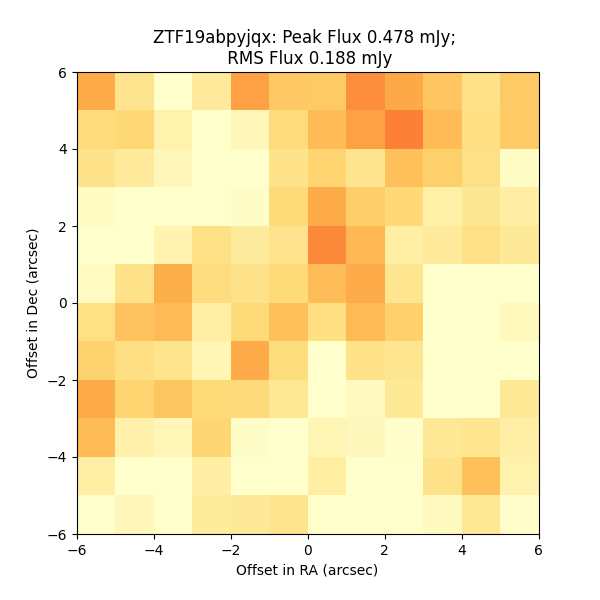 ZTF19abpyjqx: Peak Flux 0.478 mJy;
RMS Flux 0.188 mJy
6
4
2
0
−2
−4
−6
Offset in Dec (arcsec)
−6 −4 −2 0 2 4 6
Offset in RA (arcsec)